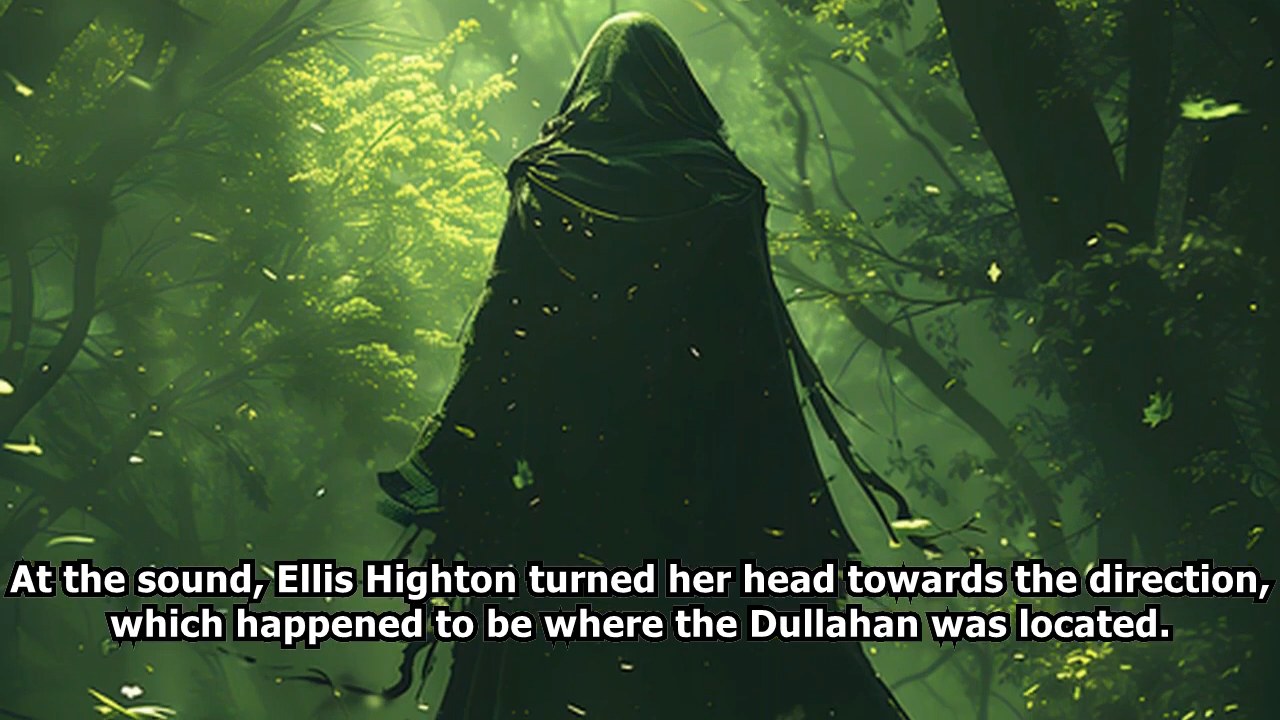 At the sound, Ellis Highton turned her head towards the direction,
which happened to be where the Dullahan was located.